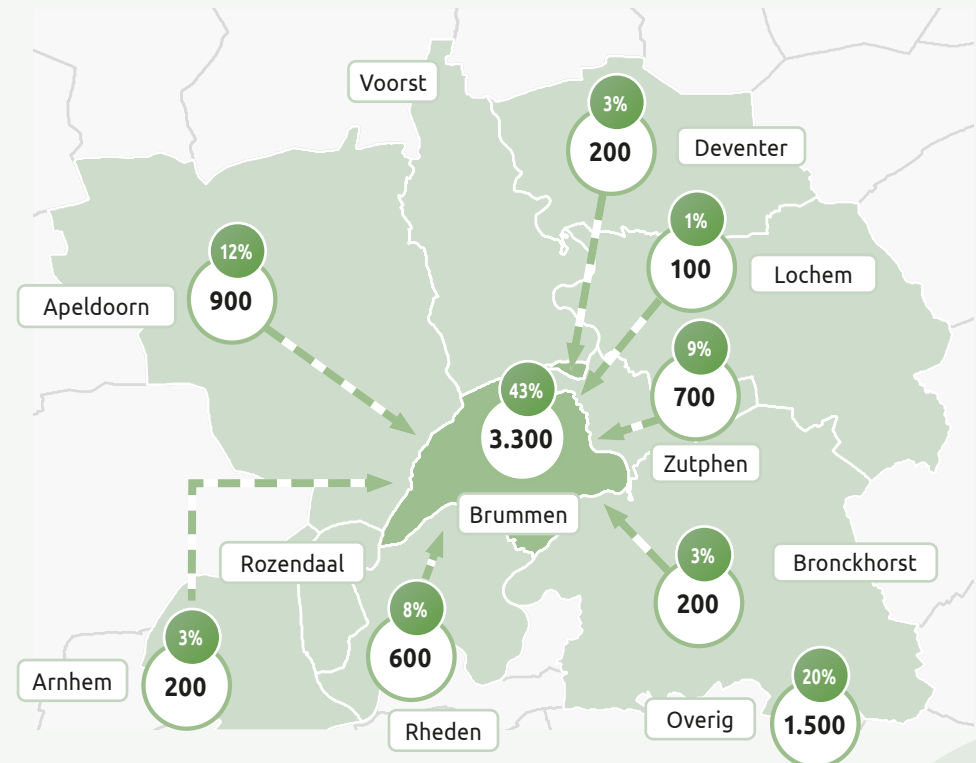 Voorst
3%
200
Deventer
1%
100
Lochem
12%
900
Apeldoorn
9%
700
Zutphen
43%
3.300
Brummen
Rozendaal
3%
200
Bronckhorst
8%
600
Rheden
3%
200
Arnhem
20%
1.500
Overig